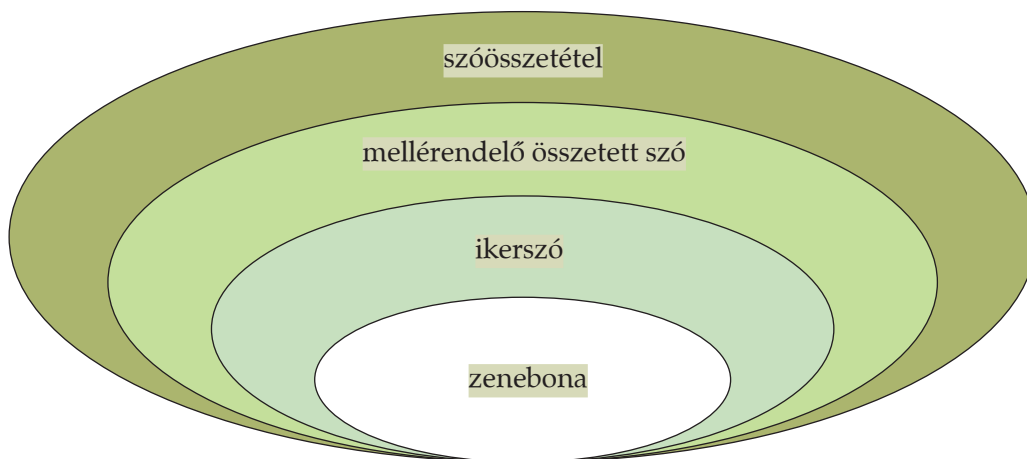 szóösszetétel
mellérendelő összetett szó
ikerszó
zenebona